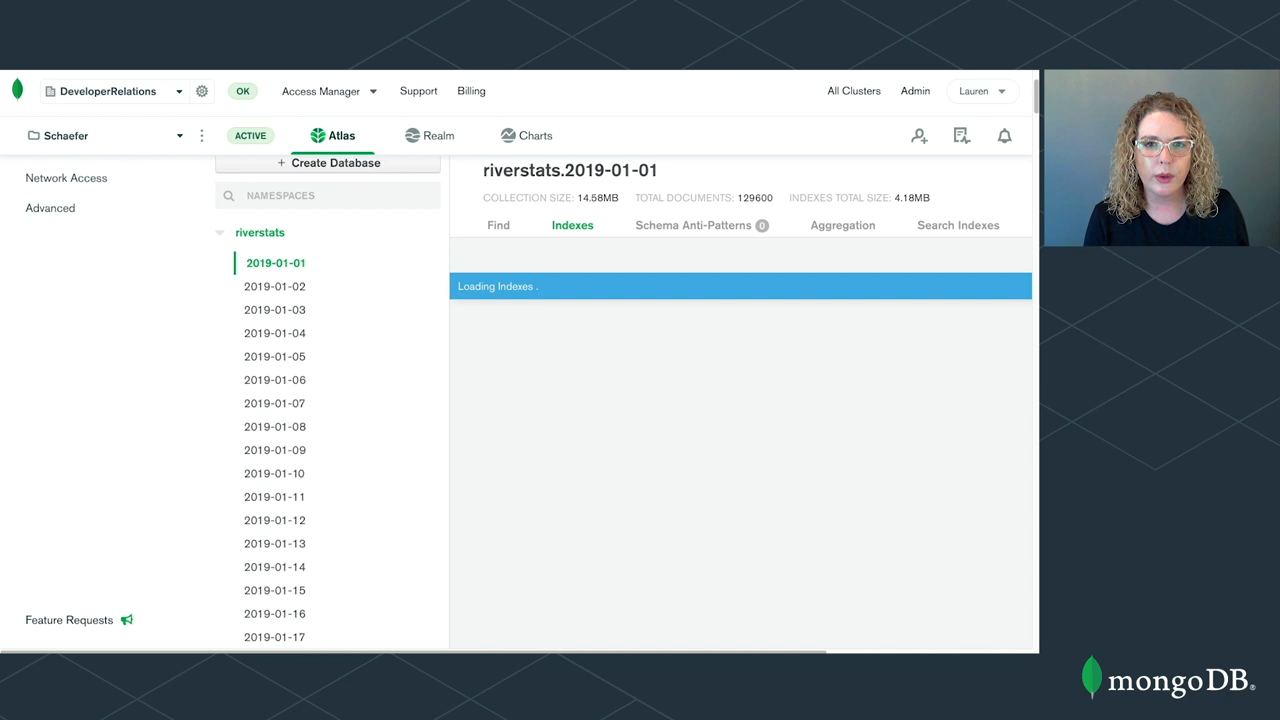 DeveloperRelations OK Access Manager Support Billing All Clusters Admin Lauren
Schaefer ACTIVE Atlas Realm Charts
Network Access
Advanced
Feature Requests
+ Create Database
NAMESPACES
riverstats
2019-01-01
2019-01-02
2019-01-03
2019-01-04
2019-01-05
2019-01-06
2019-01-07
2019-01-08
2019-01-09
2019-01-10
2019-01-11
2019-01-12
2019-01-13
2019-01-14
2019-01-15
2019-01-16
2019-01-17
riverstats.2019-01-01
COLLECTION SIZE: 14.58MB TOTAL DOCUMENTS: 129600 INDEXES TOTAL SIZE: 4.18MB
Find Indexes Schema Anti-Patterns 0 Aggregation Search Indexes
Loading Indexes .
mongoDB®